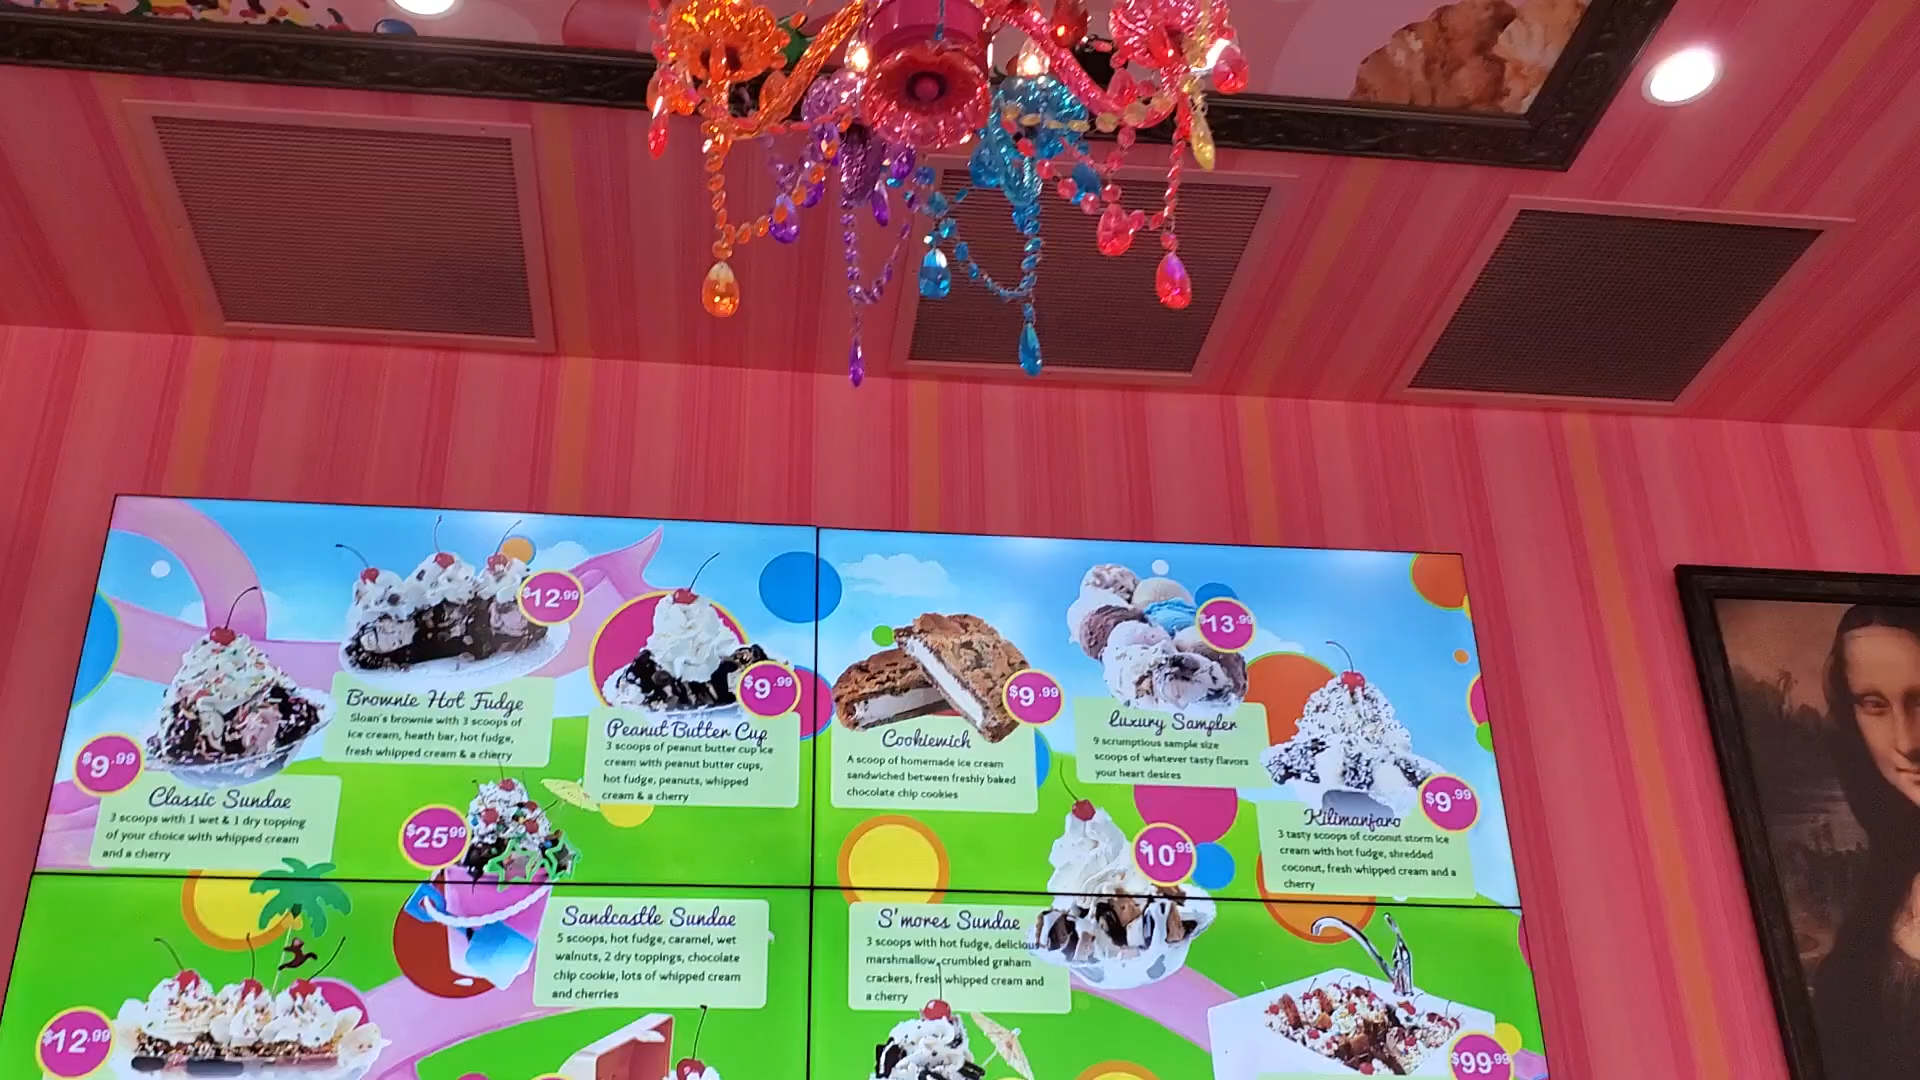 $12.99
Brownie Hot Fudge
Sloan's brownie with 3 scoops of
ice cream, heath bar, hot fudge,
fresh whipped cream & a cherry
$9.99
Peanut Butter Cup
3 scoops of peanut butter cup ice
cream with peanut butter cups,
hot fudge, peanuts, whipped
cream & a cherry
$9.99
Classic Sundae
3 scoops with 1 wet & 1 dry topping
of your choice with whipped cream
and a cherry
$9.99
Cookiewich
A scoop of homemade ice cream
sandwiched between freshly baked
chocolate chip cookies
$13.99
Luxury Sampler
9 scrumptious sample size
scoops of whatever tasty flavors
your heart desires
$9.99
Kilimanjaro
3 tasty scoops of coconut storm ice
cream with hot fudge, shredded
coconut, fresh whipped cream and a
cherry
$25.99
Sandcastle Sundae
5 scoops, hot fudge, caramel, wet
walnuts, 2 dry toppings, chocolate
chip cookie, lots of whipped cream
and cherries
$10.99
S'mores Sundae
3 scoops with hot fudge, delicious
marshmallow, crumbled graham
crackers, fresh whipped cream and
a cherry
$12.99
$99.99